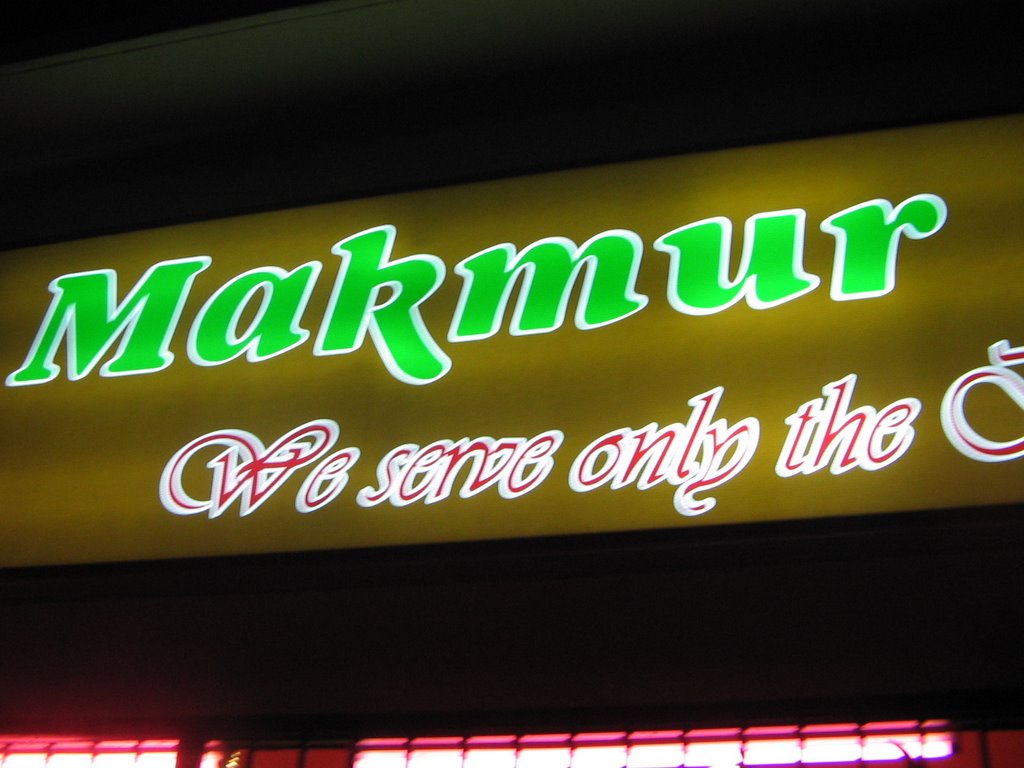 Makmur
We serve only the